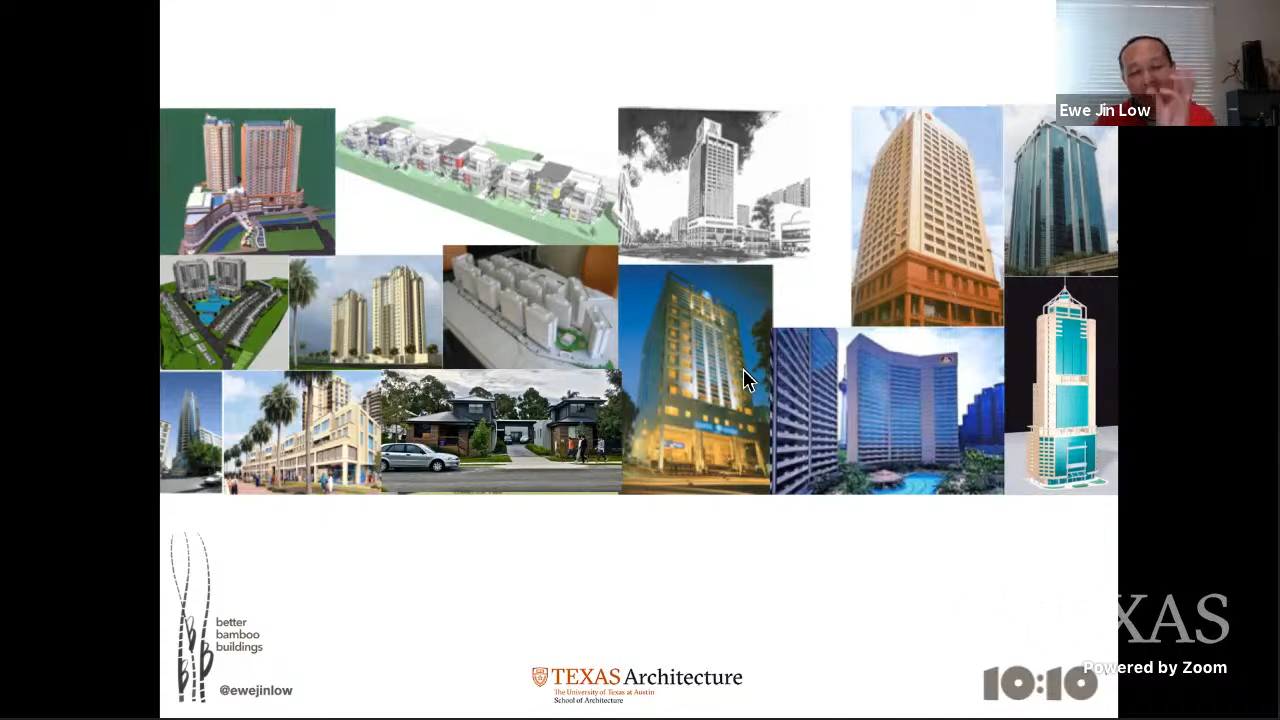 Ewe Jin Low
better
bamboo
buildings
@ewejinlow
TEXAS Architecture
The University of Texas at Austin
School of Architecture
10:10
XAS
Powered by Zoom